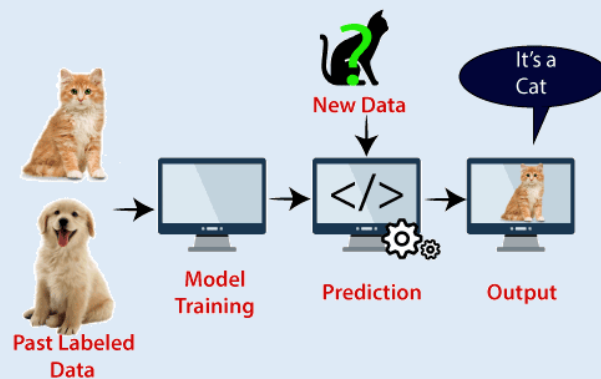 It's a
Cat
?
New Data
</>
Model
Training
Prediction
Output
Past Labeled
Data